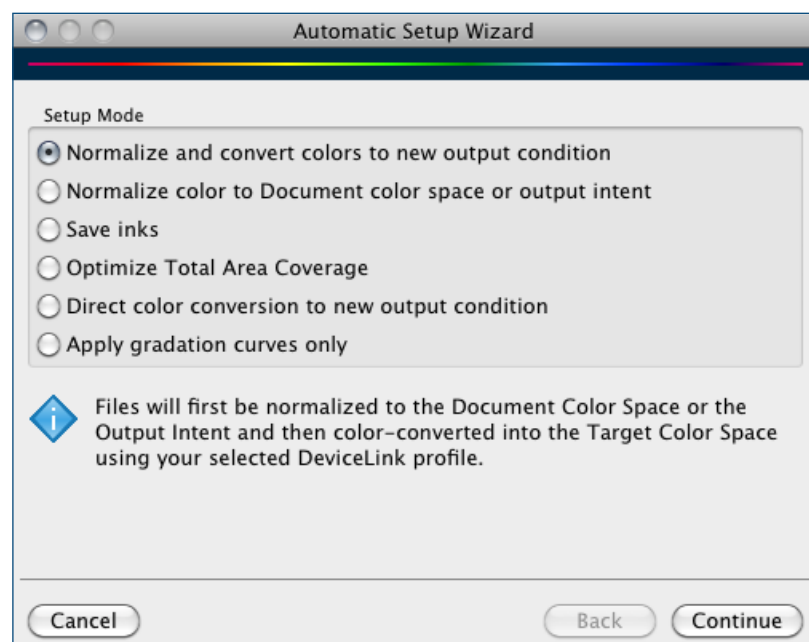 Automatic Setup Wizard
Setup Mode
Normalize and convert colors to new output condition
Normalize color to Document color space or output intent
Save inks
Optimize Total Area Coverage
Direct color conversion to new output condition
Apply gradation curves only
Files will first be normalized to the Document Color Space or the
Output Intent and then color-converted into the Target Color Space
using your selected DeviceLink profile.
Cancel
Back
Continue